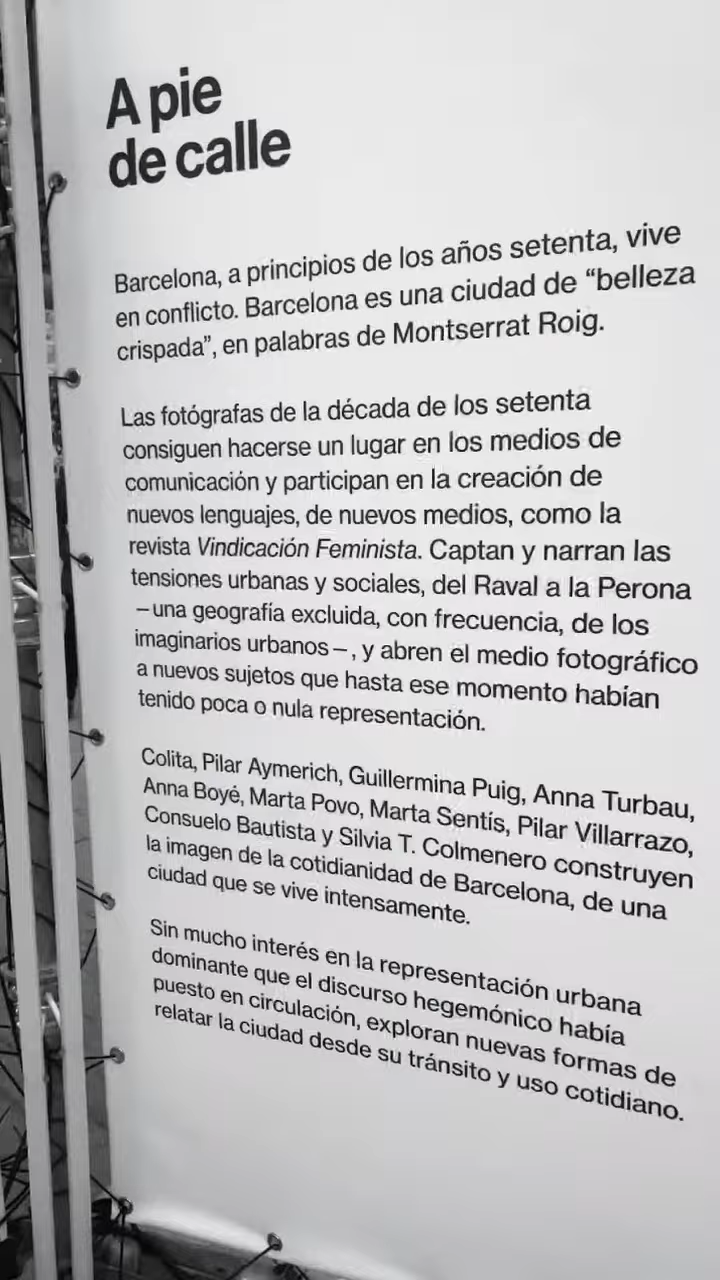 A pie
de calle
Barcelona, a principios de los años setenta, vive
en conflicto. Barcelona es una ciudad de “belleza
crispada”, en palabras de Montserrat Roig.
Las fotógrafas de la década de los setenta
consiguen hacerse un lugar en los medios de
comunicación y participan en la creación de
nuevos lenguajes, de nuevos medios, como la
revista Vindicación Feminista. Captan y narran las
tensiones urbanas y sociales, del Raval a la Perona
–una geografía excluida, con frecuencia, de los
imaginarios urbanos–, y abren el medio fotográfico
a nuevos sujetos que hasta ese momento habían
tenido poca o nula representación.
Colita, Pilar Aymerich, Guillermina Puig, Anna Turbau,
Anna Boyé, Marta Povo, Marta Sentís, Pilar Villarrazo,
Consuelo Bautista y Silvia T. Colmenero construyen
la imagen de la cotidianidad de Barcelona, de una
ciudad que se vive intensamente.
Sin mucho interés en la representación urbana
dominante que el discurso hegemónico había
puesto en circulación, exploran nuevas formas de
relatar la ciudad desde su tránsito y uso cotidiano.